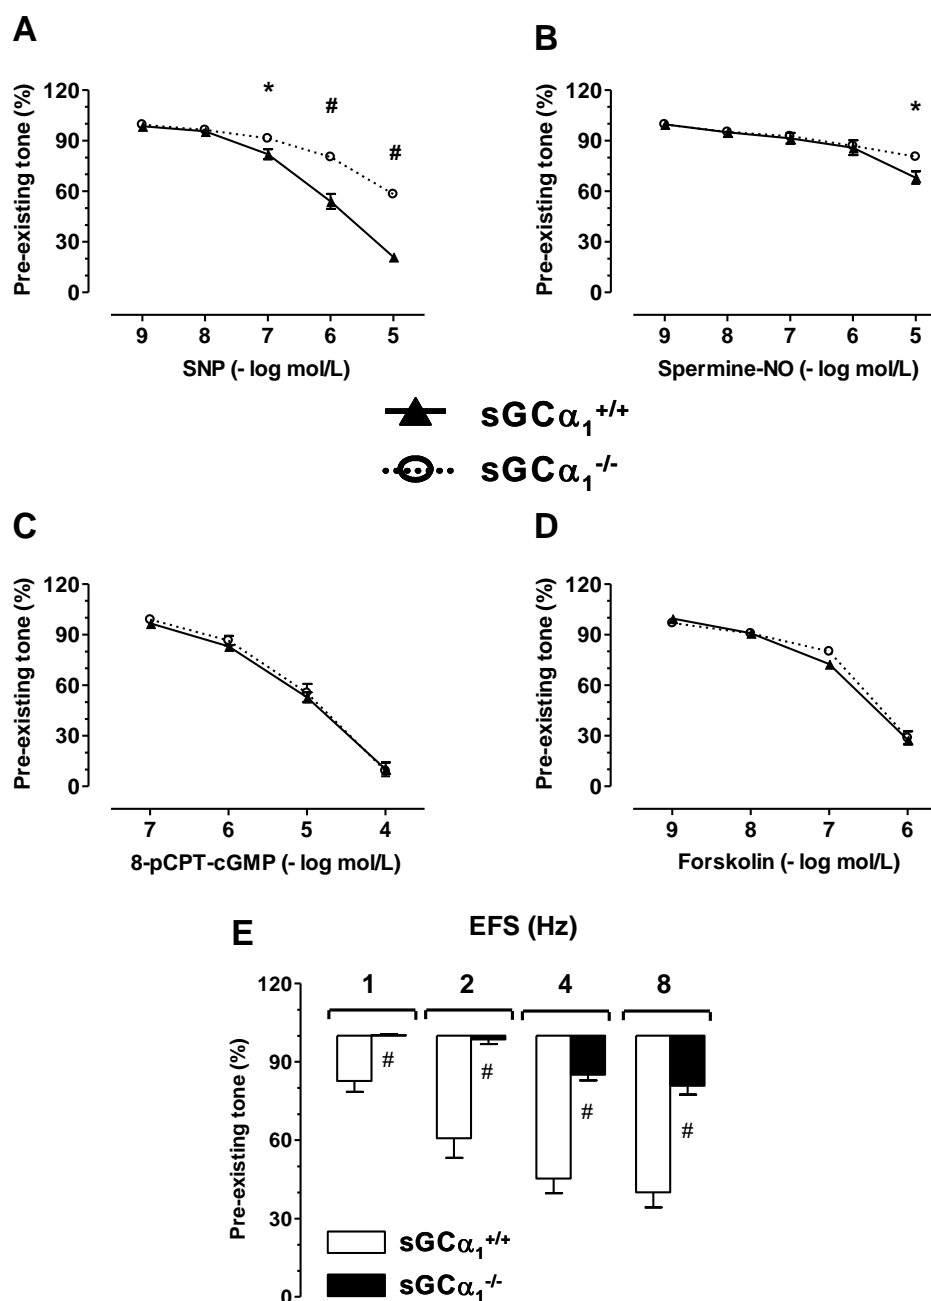 A
B
Pre-existing tone (%)
120
90
60
30
0
*
#
#
9 8 7 6 5
SNP (- log mol/L)
Pre-existing tone (%)
120
90
60
30
0
*
9 8 7 6 5
Spermine-NO (- log mol/L)
sGCα₁⁺/⁺
sGCα₁⁻/⁻
C
D
Pre-existing tone (%)
120
90
60
30
0
7 6 5 4
8-pCPT-cGMP (- log mol/L)
Pre-existing tone (%)
120
90
60
30
0
9 8 7 6
Forskolin (- log mol/L)
E
EFS (Hz)
1 2 4 8
Pre-existing tone (%)
120
90
60
30
0
# # # #
sGCα₁⁺/⁺
sGCα₁⁻/⁻